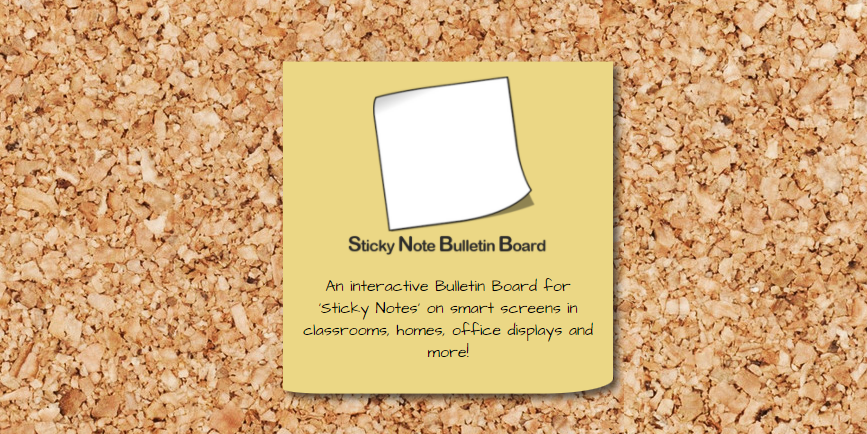 Sticky Note Bulletin Board
An interactive Bulletin Board for
'Sticky Notes' on smart screens in
classrooms, homes, office displays and
more!